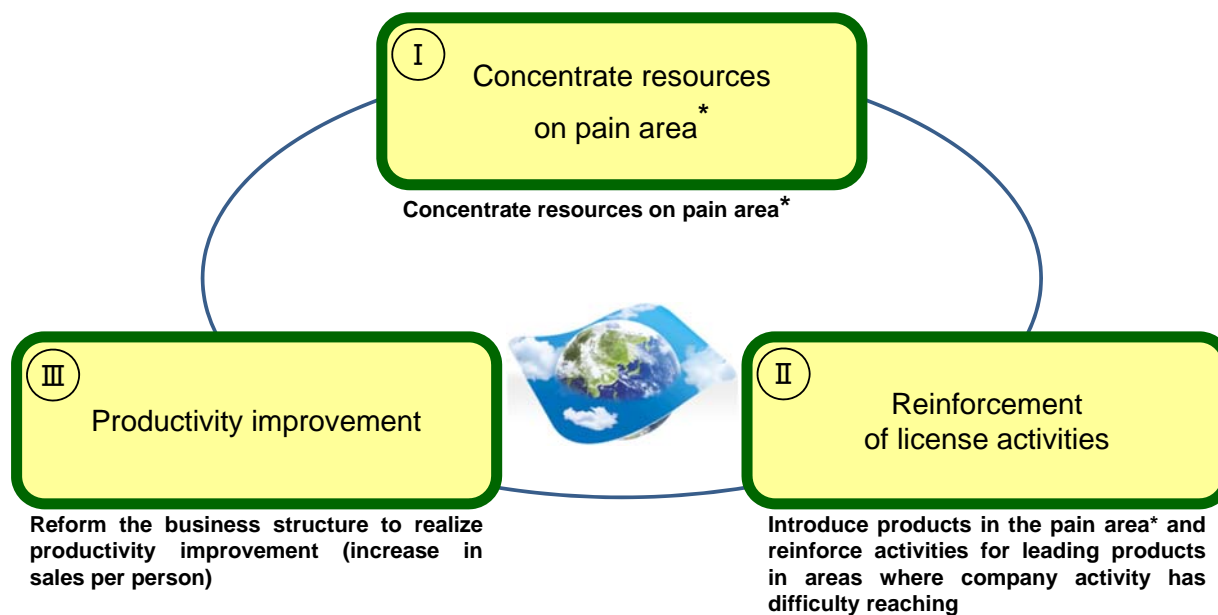 Ⅰ
Concentrate resources
on pain area*
Concentrate resources on pain area*
Ⅲ
Productivity improvement
Reform the business structure to realize
productivity improvement (increase in
sales per person)
Ⅱ
Reinforcement
of license activities
Introduce products in the pain area* and
reinforce activities for leading products
in areas where company activity has
difficulty reaching